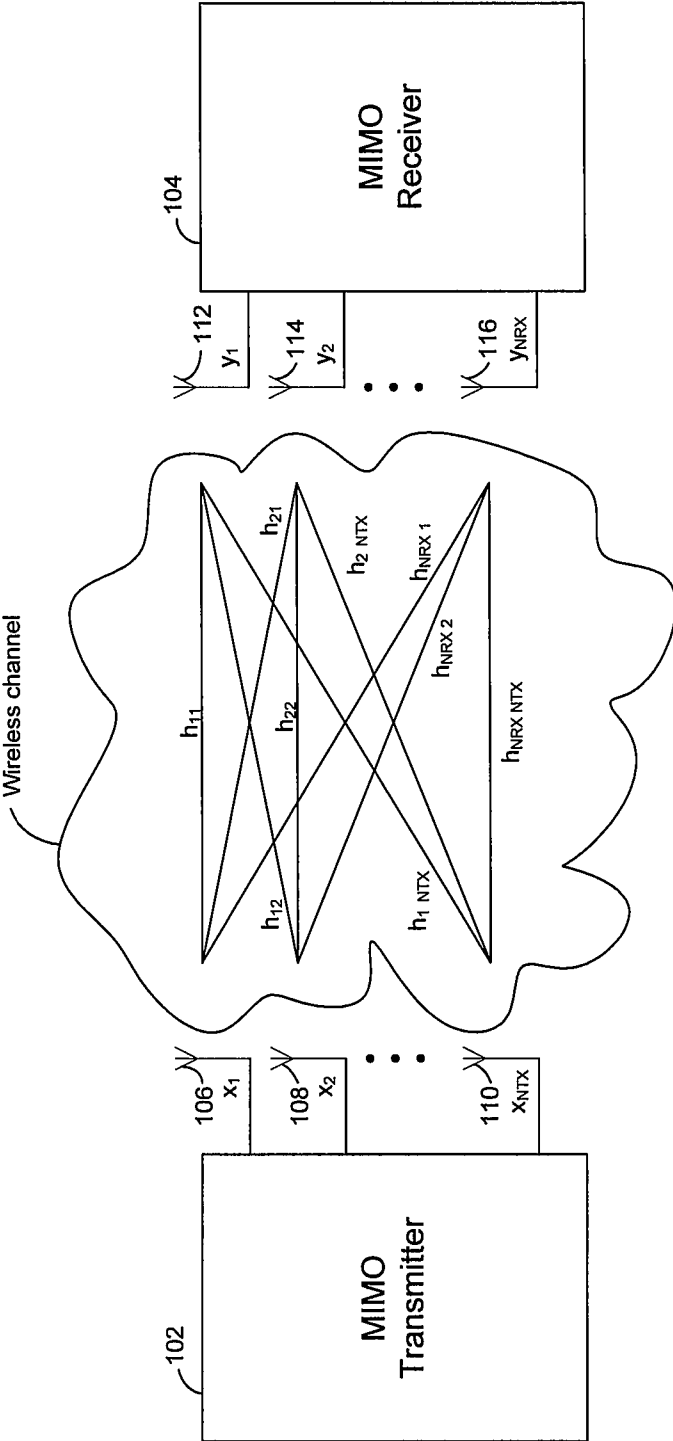 Wireless channel
102
MIMO
Transmitter
106
x1
108
x2
110
xNTX
h11
h12
h21
h22
h1 NTX
h2 NTX
hNRX 1
hNRX 2
hNRX NTX
112
y1
114
y2
116
yNRX
104
MIMO
Receiver